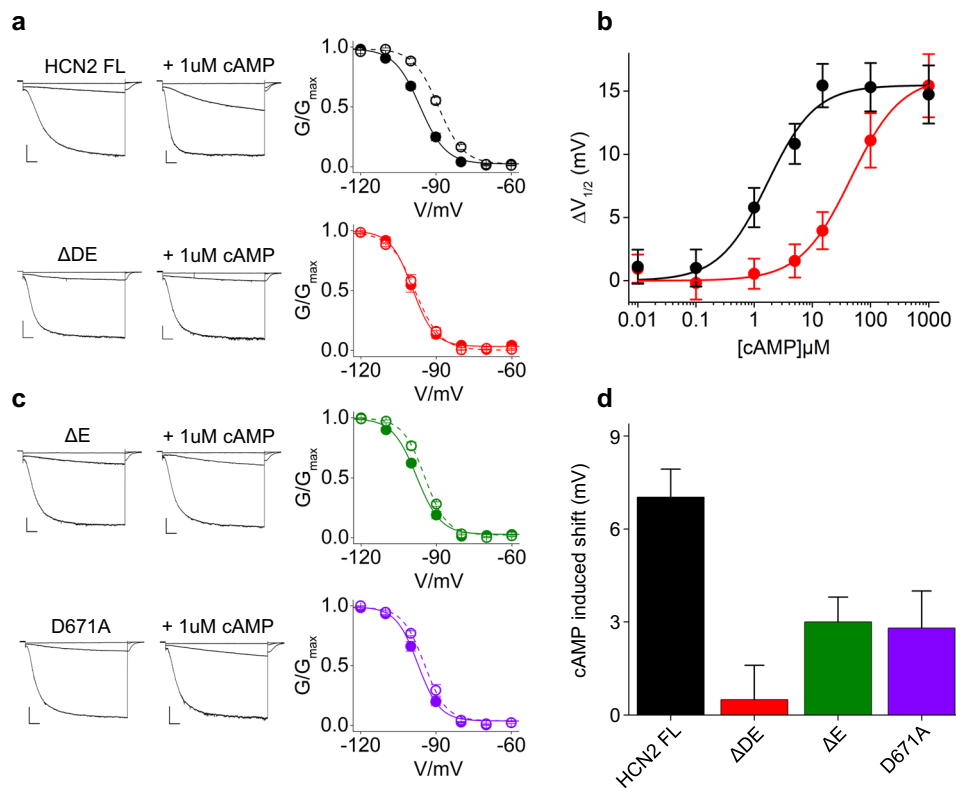 a
HCN2 FL
+ 1uM cAMP
1.0
0.5
0.0
G/Gmax
-120
-90
-60
V/mV
ΔDE
+ 1uM cAMP
1.0
0.5
0.0
G/Gmax
-120
-90
-60
V/mV
b
15
10
5
0
ΔV1/2 (mV)
0.01
0.1
1
10
100
1000
[cAMP]µM
c
ΔE
+ 1uM cAMP
1.0
0.5
0.0
G/Gmax
-120
-90
-60
V/mV
D671A
+ 1uM cAMP
1.0
0.5
0.0
G/Gmax
-120
-90
-60
V/mV
d
9
6
3
0
cAMP induced shift (mV)
HCN2 FL
ΔDE
ΔE
D671A